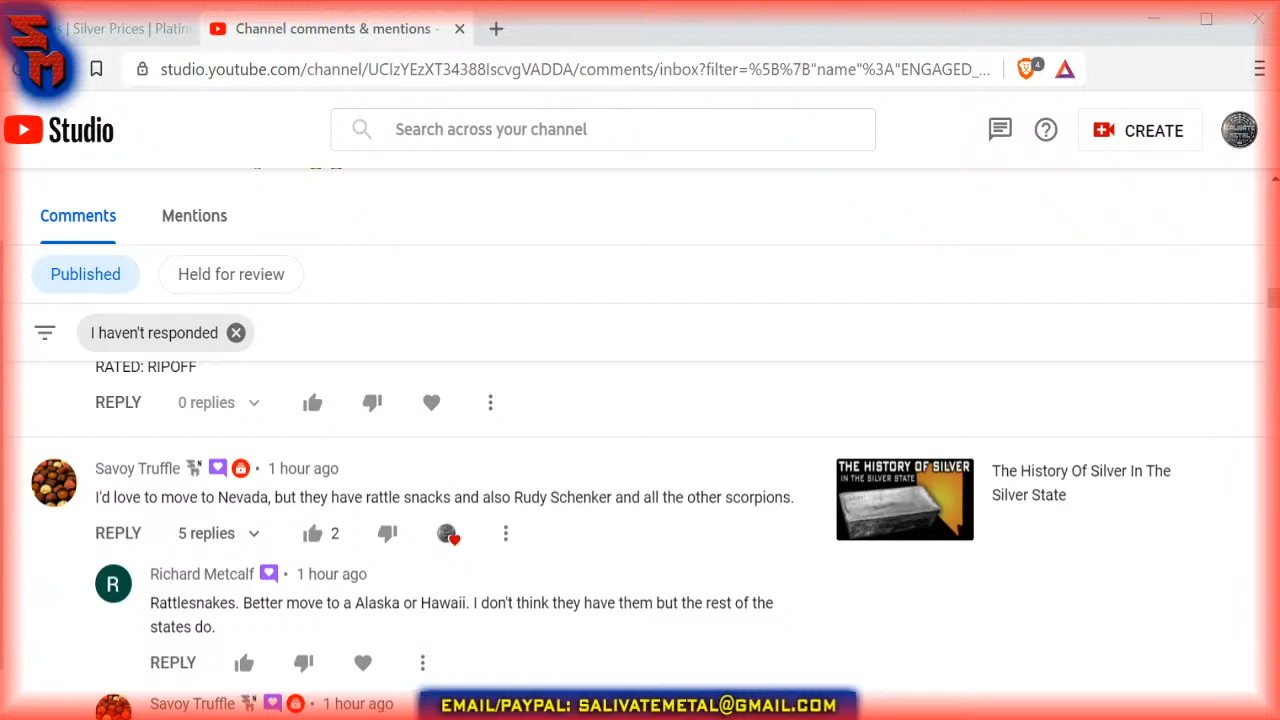 SM
s | Silver Prices | Platin
Channel comments & mentions -
studio.youtube.com/channel/UCIzYEzXT34388IscvgVADDA/comments/inbox?filter=%5B%7B"name"%3A"ENGAGED_...
4
Studio
Search across your channel
CREATE
Comments
Mentions
Published
Held for review
I haven't responded
RATED: RIPOFF
REPLY
0 replies
Savoy Truffle
• 1 hour ago
I'd love to move to Nevada, but they have rattle snacks and also Rudy Schenker and all the other scorpions.
REPLY
5 replies
2
THE HISTORY OF SILVER
IN THE SILVER STATE
The History Of Silver In The
Silver State
R
Richard Metcalf
• 1 hour ago
Rattlesnakes. Better move to a Alaska or Hawaii. I don't think they have them but the rest of the
states do.
REPLY
Savoy Truffle
• 1 hour ago
EMAIL/PAYPAL: SALIVATEMETAL@GMAIL.COM